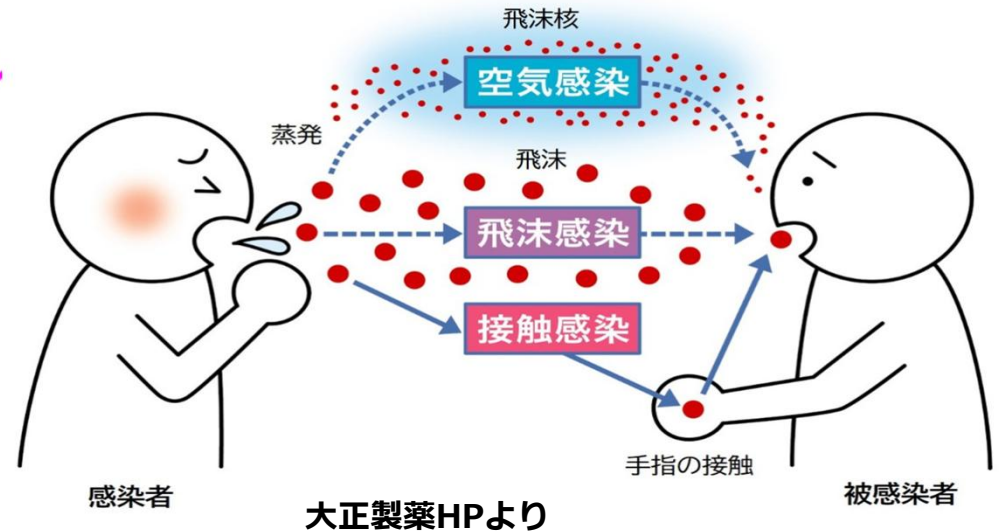 飛沫核
空気感染
蒸発
飛沫
飛沫感染
接触感染
手指の接触
感染者
被感染者
大正製薬HPより